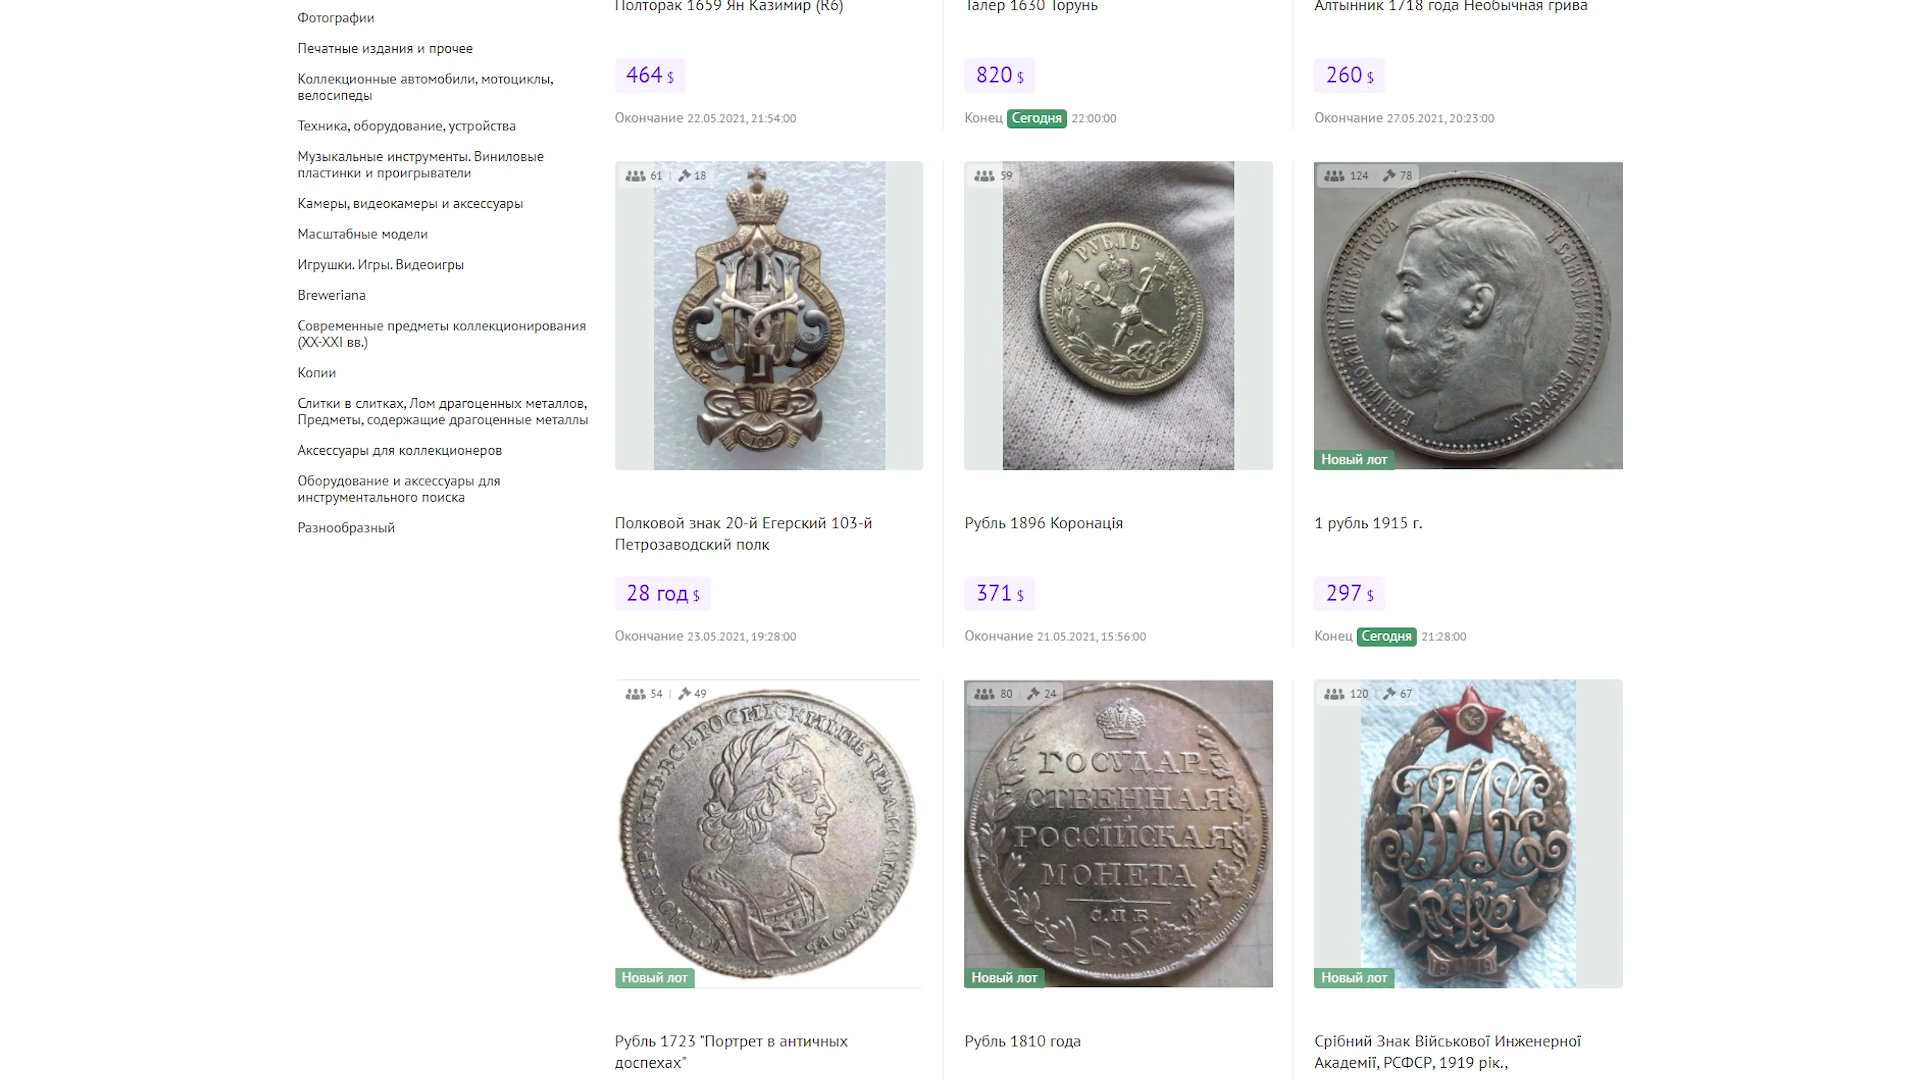 Фотографии
Печатные издания и прочее
Коллекционные автомобили, мотоциклы,
велосипеды
Техника, оборудование, устройства
Музыкальные инструменты. Виниловые
пластинки и проигрыватели
Камеры, видеокамеры и аксессуары
Масштабные модели
Игрушки. Игры. Видеоигры
Breweriana
Современные предметы коллекционирования
(XX-XXI вв.)
Копии
Слитки в слитках, Лом драгоценных металлов,
Предметы, содержащие драгоценные металлы
Аксессуары для коллекционеров
Оборудование и аксессуары для
инструментального поиска
Разнообразный
Полторак 1659 Ян Казимир (R6)
464 $
Окончание 22.05.2021, 21:54:00
Талер 1630 Торунь
820 $
Конец Сегодня 22:00:00
Алтынник 1718 года Необычная грива
260 $
Окончание 27.05.2021, 20:23:00
61 | 18
100
Полковой знак 20-й Егерский 103-й
Петрозаводский полк
28 год $
Окончание 23.05.2021, 19:28:00
59
РУБЛЬ
Рубль 1896 Коронація
371 $
Окончание 21.05.2021, 15:56:00
124 | 78
Новый лот
1 рубль 1915 г.
297 $
Конец Сегодня 21:28:00
54 | 49
Новый лот
Рубль 1723 "Портрет в античных
доспехах"
80 | 24
ГОСУДАР
СТВЕННАЯ
РОССІЙСКАЯ
МОНЕТА
С.П.Б.
Новый лот
Рубль 1810 года
120 | 67
Новый лот
Срібний Знак Військової Инженерної
Академії, РСФСР, 1919 рік.,